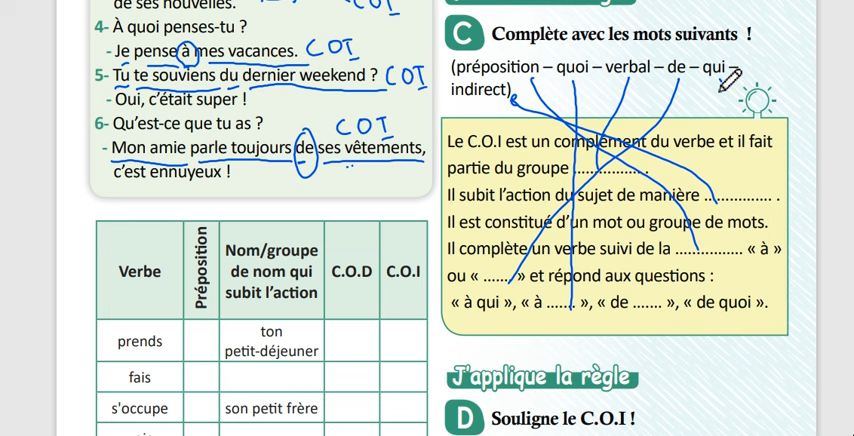 de ses nouvelles. COI
4- À quoi penses-tu ?
- Je pense à mes vacances. COI
5- Tu te souviens du dernier weekend ? COI
- Oui, c'était super !
6- Qu'est-ce que tu as ? COI
- Mon amie parle toujours de ses vêtements,
c'est ennuyeux !
Verbe Préposition Nom/groupe de nom qui subit l'action C.O.D C.O.I
prends ton petit-déjeuner
fais
s'occupe son petit frère
C Complète avec les mots suivants !
(préposition – quoi – verbal – de – qui –
indirect)
Le C.O.I est un complément du verbe et il fait
partie du groupe ............... .
Il subit l'action du sujet de manière ............... .
Il est constitué d'un mot ou groupe de mots.
Il complète un verbe suivi de la ............... « à »
ou « ....... » et répond aux questions :
« à qui », « à ....... », « de ....... », « de quoi ».
J'applique la règle
D Souligne le C.O.I !